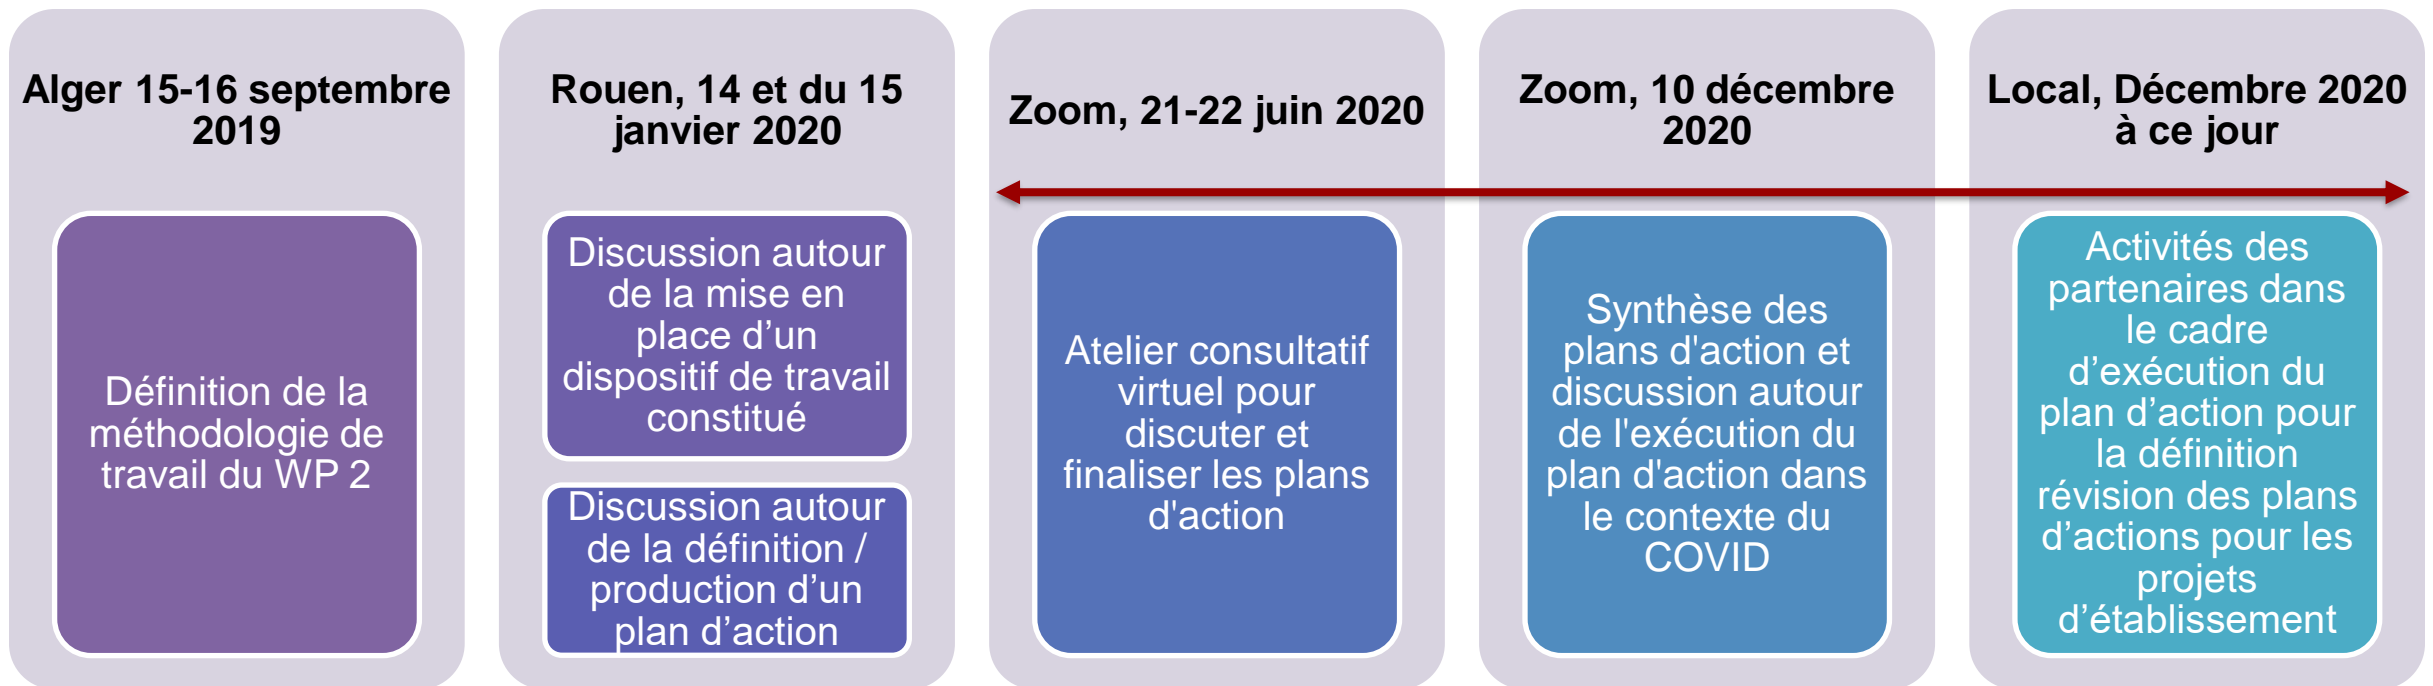 Alger 15-16 septembre
2019
Définition de la
méthodologie de
travail du WP 2
Rouen, 14 et du 15
janvier 2020
Discussion autour
de la mise en
place d’un
dispositif de travail
constitué
Discussion autour
de la définition /
production d’un
plan d’action
Zoom, 21-22 juin 2020
Atelier consultatif
virtuel pour
discuter et
finaliser les plans
d'action
Zoom, 10 décembre
2020
Synthèse des
plans d'action et
discussion autour
de l'exécution du
plan d'action dans
le contexte du
COVID
Local, Décembre 2020
à ce jour
Activités des
partenaires dans
le cadre
d’exécution du
plan d’action pour
la définition
révision des plans
d’actions pour les
projets
d’établissement